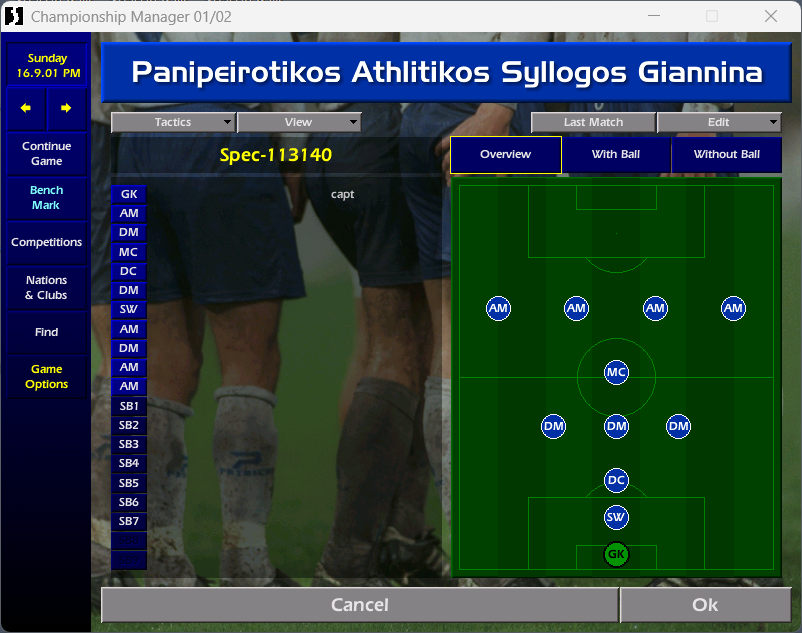 Championship Manager 01/02
Sunday
16.9.01 PM
Panipeirotikos Athlitikos Syllogos Giannina
Continue
Game
Bench
Mark
Competitions
Nations
& Clubs
Find
Game
Options
Tactics
View
Last Match
Edit
Spec-113140
Overview
With Ball
Without Ball
GK capt
AM
DM
MC
DC
DM
SW
AM
DM
AM
AM
SB1
SB2
SB3
SB4
SB5
SB6
SB7
AM AM AM AM
MC
DM DM DM
DC
SW
GK
Cancel
Ok